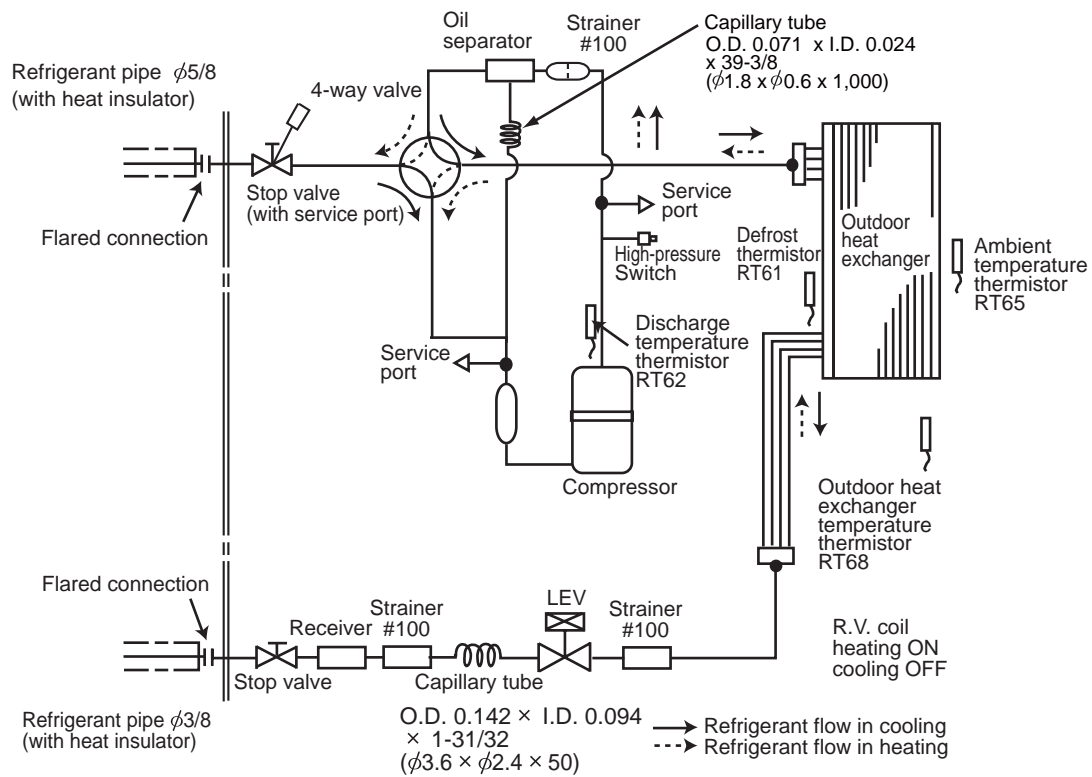 Oil
separator
Strainer
#100
Capillary tube
O.D. 0.071 x I.D. 0.024
x 39-3/8
(ϕ1.8 x ϕ0.6 x 1,000)
Refrigerant pipe ϕ5/8
(with heat insulator)
4-way valve
Stop valve
(with service port)
Flared connection
Service
port
High-pressure
Switch
Defrost
thermistor
RT61
Outdoor
heat
exchanger
Ambient
temperature
thermistor
RT65
Discharge
temperature
thermistor
RT62
Service
port
Compressor
Outdoor heat
exchanger
temperature
thermistor
RT68
Flared connection
LEV
Receiver
Strainer
#100
Strainer
#100
R.V. coil
heating ON
cooling OFF
Stop valve
Capillary tube
Refrigerant pipe ϕ3/8
(with heat insulator)
O.D. 0.142 × I.D. 0.094
× 1-31/32
(ϕ3.6 × ϕ2.4 × 50)
Refrigerant flow in cooling
Refrigerant flow in heating